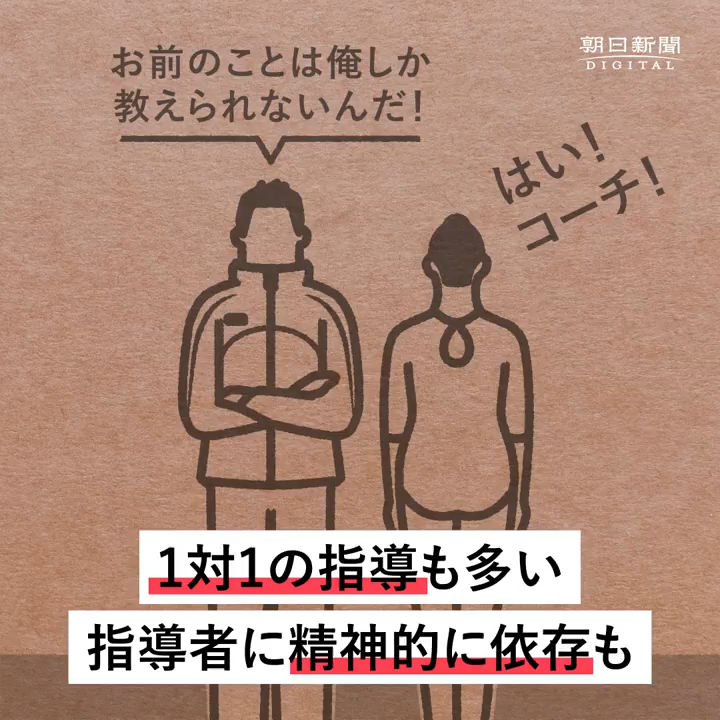 朝日新聞
DIGITAL
お前のことは俺しか
教えられないんだ!
はい!
コーチ!
1対1の指導も多い
指導者に精神的に依存も